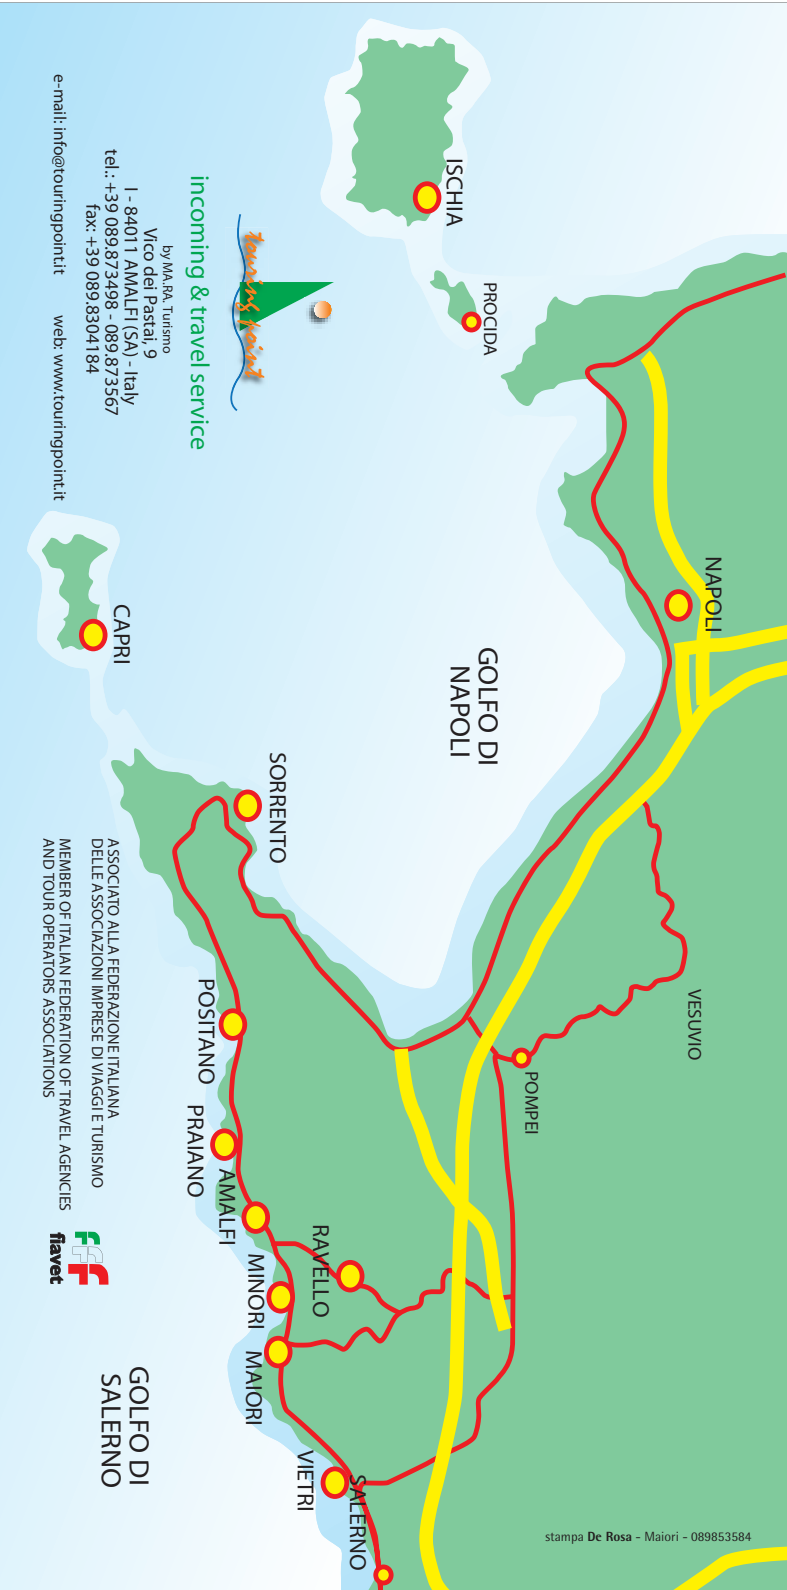 ISCHIA
PROCIDA
NAPOLI
GOLFO DI
NAPOLI
CAPRI
SORRENTO
VESUVIO
POMPEI
POSITANO
PRAIANO
AMALFI
RAVELLO
MINORI
MAIORI
VIETRI
SALERNO
GOLFO DI
SALERNO
touring point
incoming & travel service
by MA.RA. Turismo
Vico dei Pastai, 9
I - 84011 AMALFI (SA) - Italy
tel.: +39 089.873498 - 089.873567
fax: +39 089.8304184
e-mail: info@touringpoint.it web: www.touringpoint.it
ASSOCIATO ALLA FEDERAZIONE ITALIANA
DELLE ASSOCIAZIONI IMPRESE DI VIAGGI E TURISMO
MEMBER OF ITALIAN FEDERATION OF TRAVEL AGENCIES
AND TOUR OPERATORS ASSOCIATIONS
fiavet
stampa De Rosa - Maiori - 089853584